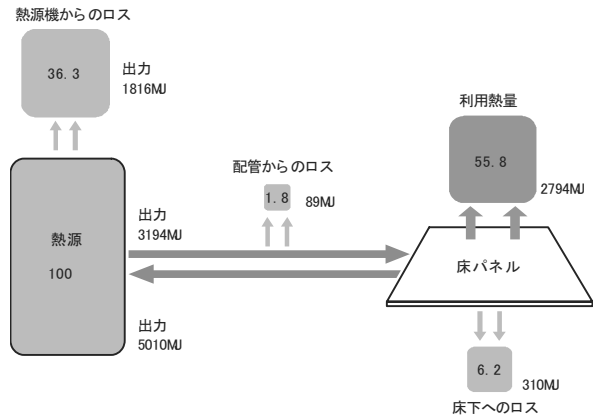 熱源機からのロス
36.3
出力
1816MJ
利用熱量
55.8
2794MJ
配管からのロス
1.8
89MJ
出力
3194MJ
熱源
100
床パネル
出力
5010MJ
6.2
310MJ
床下へのロス